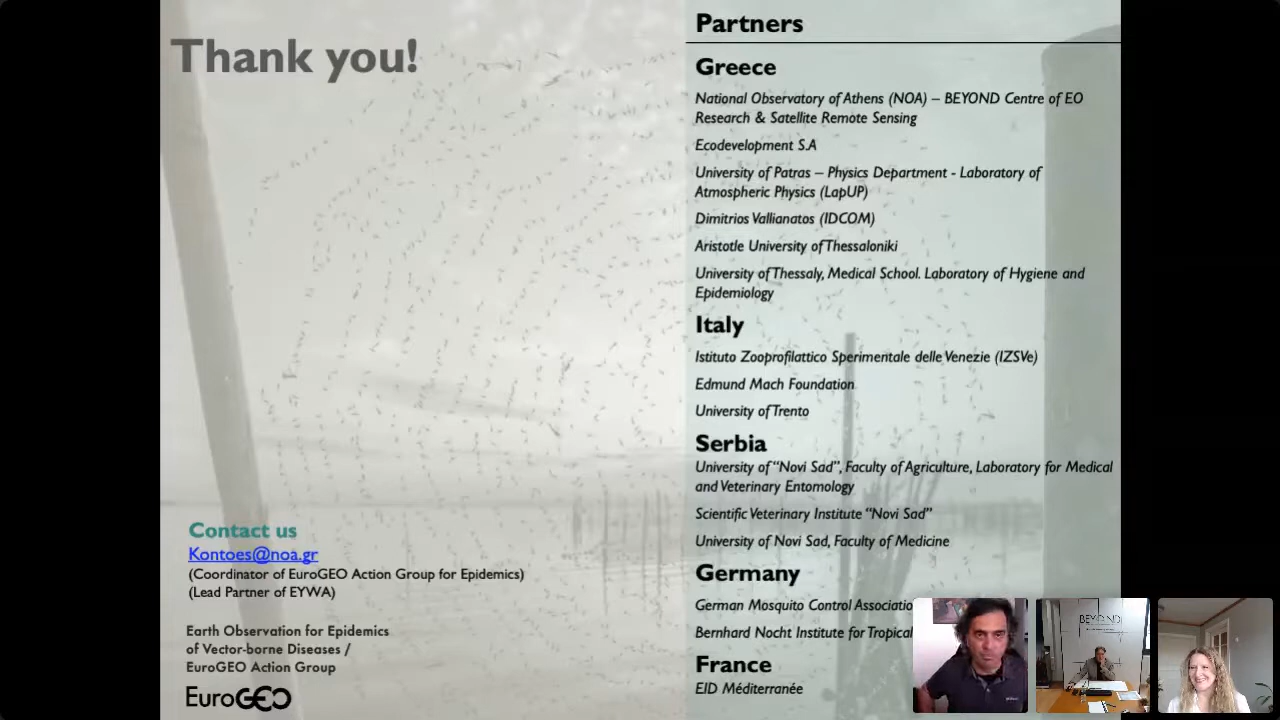 Thank you!
Contact us
Kontoes@noa.gr
(Coordinator of EuroGEO Action Group for Epidemics)
(Lead Partner of EYWA)
Earth Observation for Epidemics
of Vector-borne Diseases /
EuroGEO Action Group
EuroGEO
Partners
Greece
National Observatory of Athens (NOA) – BEYOND Centre of EO
Research & Satellite Remote Sensing
Ecodevelopment S.A
University of Patras – Physics Department - Laboratory of
Atmospheric Physics (LapUP)
Dimitrios Vallianatos (IDCOM)
Aristotle University of Thessaloniki
University of Thessaly, Medical School. Laboratory of Hygiene and
Epidemiology
Italy
Istituto Zooprofilattico Sperimentale delle Venezie (IZSVe)
Edmund Mach Foundation
University of Trento
Serbia
University of “Novi Sad”, Faculty of Agriculture, Laboratory for Medical
and Veterinary Entomology
Scientific Veterinary Institute “Novi Sad”
University of Novi Sad, Faculty of Medicine
Germany
German Mosquito Control
Bernhard Nocht Institute for Tropical
France
EID Méditerranée
BEYOND